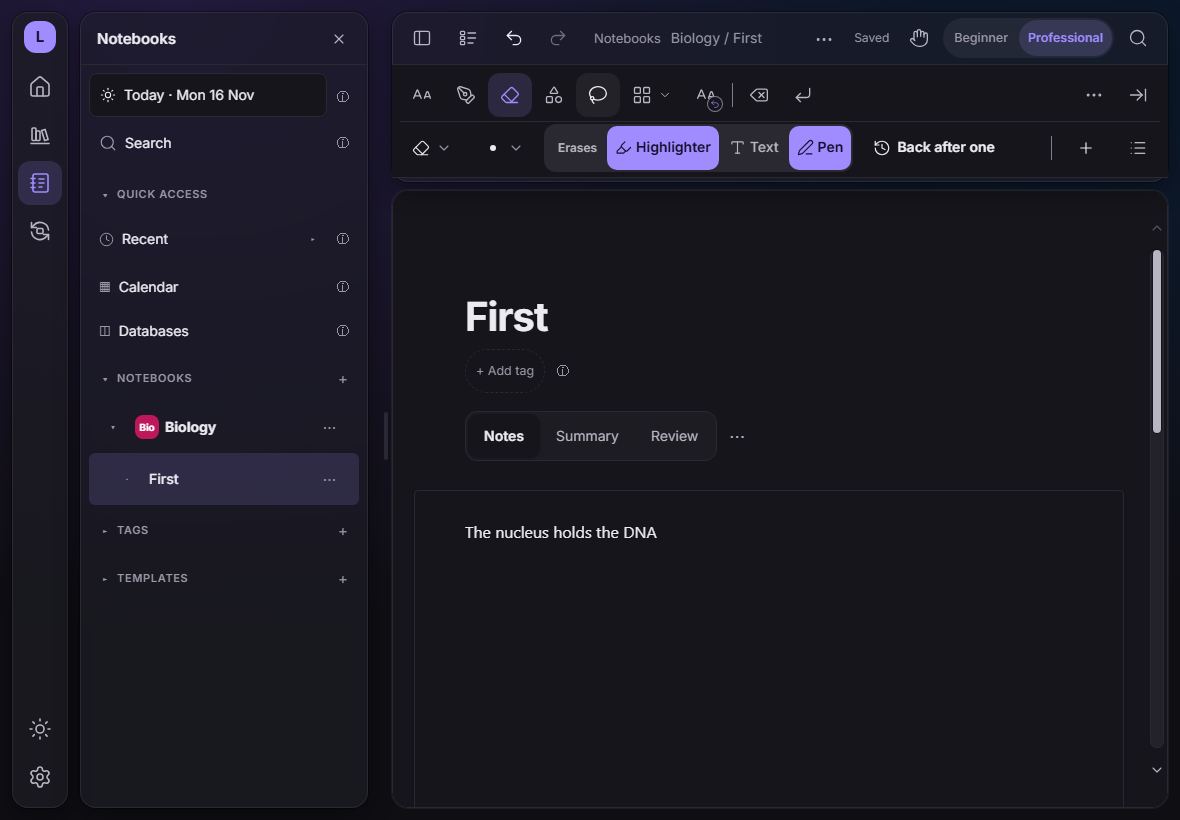 L
Notebooks
Today · Mon 16 Nov
Search
QUICK ACCESS
Recent
Calendar
Databases
NOTEBOOKS
Bio Biology
First
TAGS
TEMPLATES
Notebooks Biology / First
Saved
Beginner Professional
AA
AA
Erases Highlighter Text Pen Back after one
First
+ Add tag
Notes Summary Review
The nucleus holds the DNA